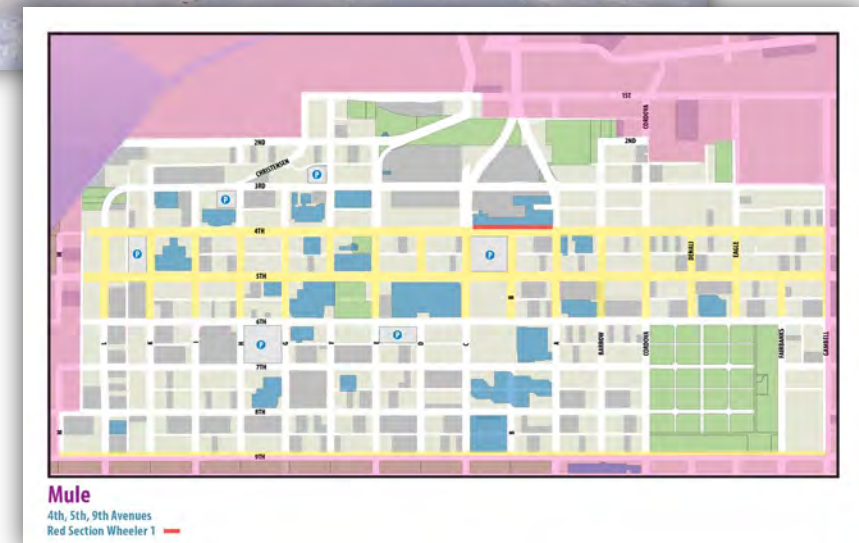 1ST
CORDOVA
2ND
2ND
CHRISTENSEN
P
3RD
P
4TH
P
P
DENALI
EAGLE
5TH
B
6TH
L
K
I
H
G
F
E
D
C
A
BARROW
CORDOVA
FAIRBANKS
GAMBELL
P
P
7TH
8TH
M
B
9TH
Mule
4th, 5th, 9th Avenues
Red Section Wheeler 1